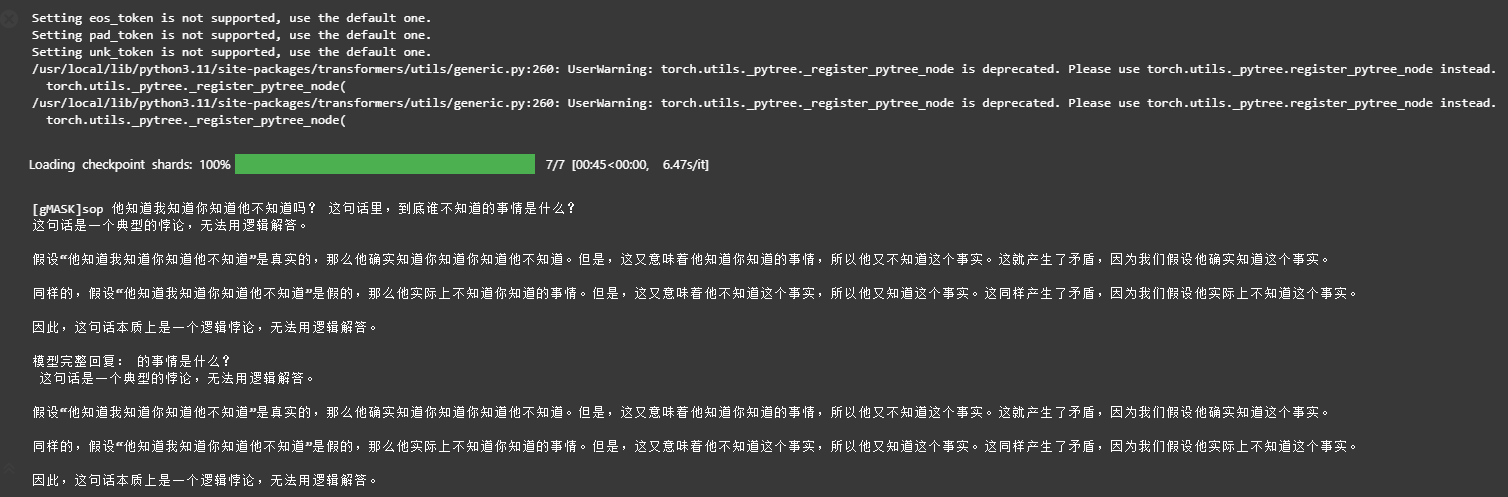 Setting eos_token is not supported, use the default one.
Setting pad_token is not supported, use the default one.
Setting unk_token is not supported, use the default one.
/usr/local/lib/python3.11/site-packages/transformers/utils/generic.py:260: UserWarning: torch.utils._pytree._register_pytree_node is deprecated. Please use torch.utils._pytree.register_pytree_node instead.
torch.utils._pytree._register_pytree_node(
/usr/local/lib/python3.11/site-packages/transformers/utils/generic.py:260: UserWarning: torch.utils._pytree._register_pytree_node is deprecated. Please use torch.utils._pytree.register_pytree_node instead.
torch.utils._pytree._register_pytree_node(
Loading checkpoint shards: 100% 7/7 [00:45<00:00, 6.47s/it]
[gMASK]sop 他知道我知道你知道他不知道吗？ 这句话里，到底谁不知道的事情是什么？
这句话是一个典型的悖论，无法用逻辑解答。
假设“他知道我知道你知道他不知道”是真实的，那么他确实知道你知道你知道他不知道。但是，这又意味着他知道你知道的事情，所以他又不知道这个事实。这就产生了矛盾，因为我们假设他确实知道这个事实。
同样的，假设“他知道我知道你知道他不知道”是假的，那么他实际上不知道你知道的事情。但是，这又意味着他不知道这个事实，所以他又知道这个事实。这同样产生了矛盾，因为我们假设他实际上不知道这个事实。
因此，这句话本质上是一个逻辑悖论，无法用逻辑解答。
模型完整回复： 的事情是什么？
这句话是一个典型的悖论，无法用逻辑解答。
假设“他知道我知道你知道他不知道”是真实的，那么他确实知道你知道你知道他不知道。但是，这又意味着他知道你知道的事情，所以他又不知道这个事实。这就产生了矛盾，因为我们假设他确实知道这个事实。
同样的，假设“他知道我知道你知道他不知道”是假的，那么他实际上不知道你知道的事情。但是，这又意味着他不知道这个事实，所以他又知道这个事实。这同样产生了矛盾，因为我们假设他实际上不知道这个事实。
因此，这句话本质上是一个逻辑悖论，无法用逻辑解答。